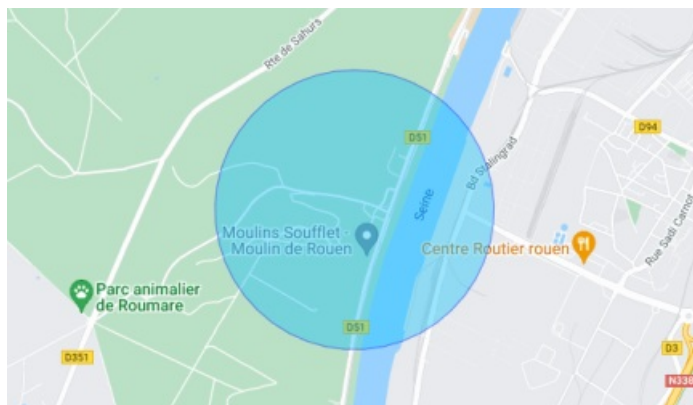 Rte de Sahurs
D51
D94
Bd Stalingrad
Seine
Moulins Soufflet -
Moulin de Rouen
Centre Routier rouen
Rue Sadi Carnot
Parc animalier
de Roumare
D51
D351
D3
N338